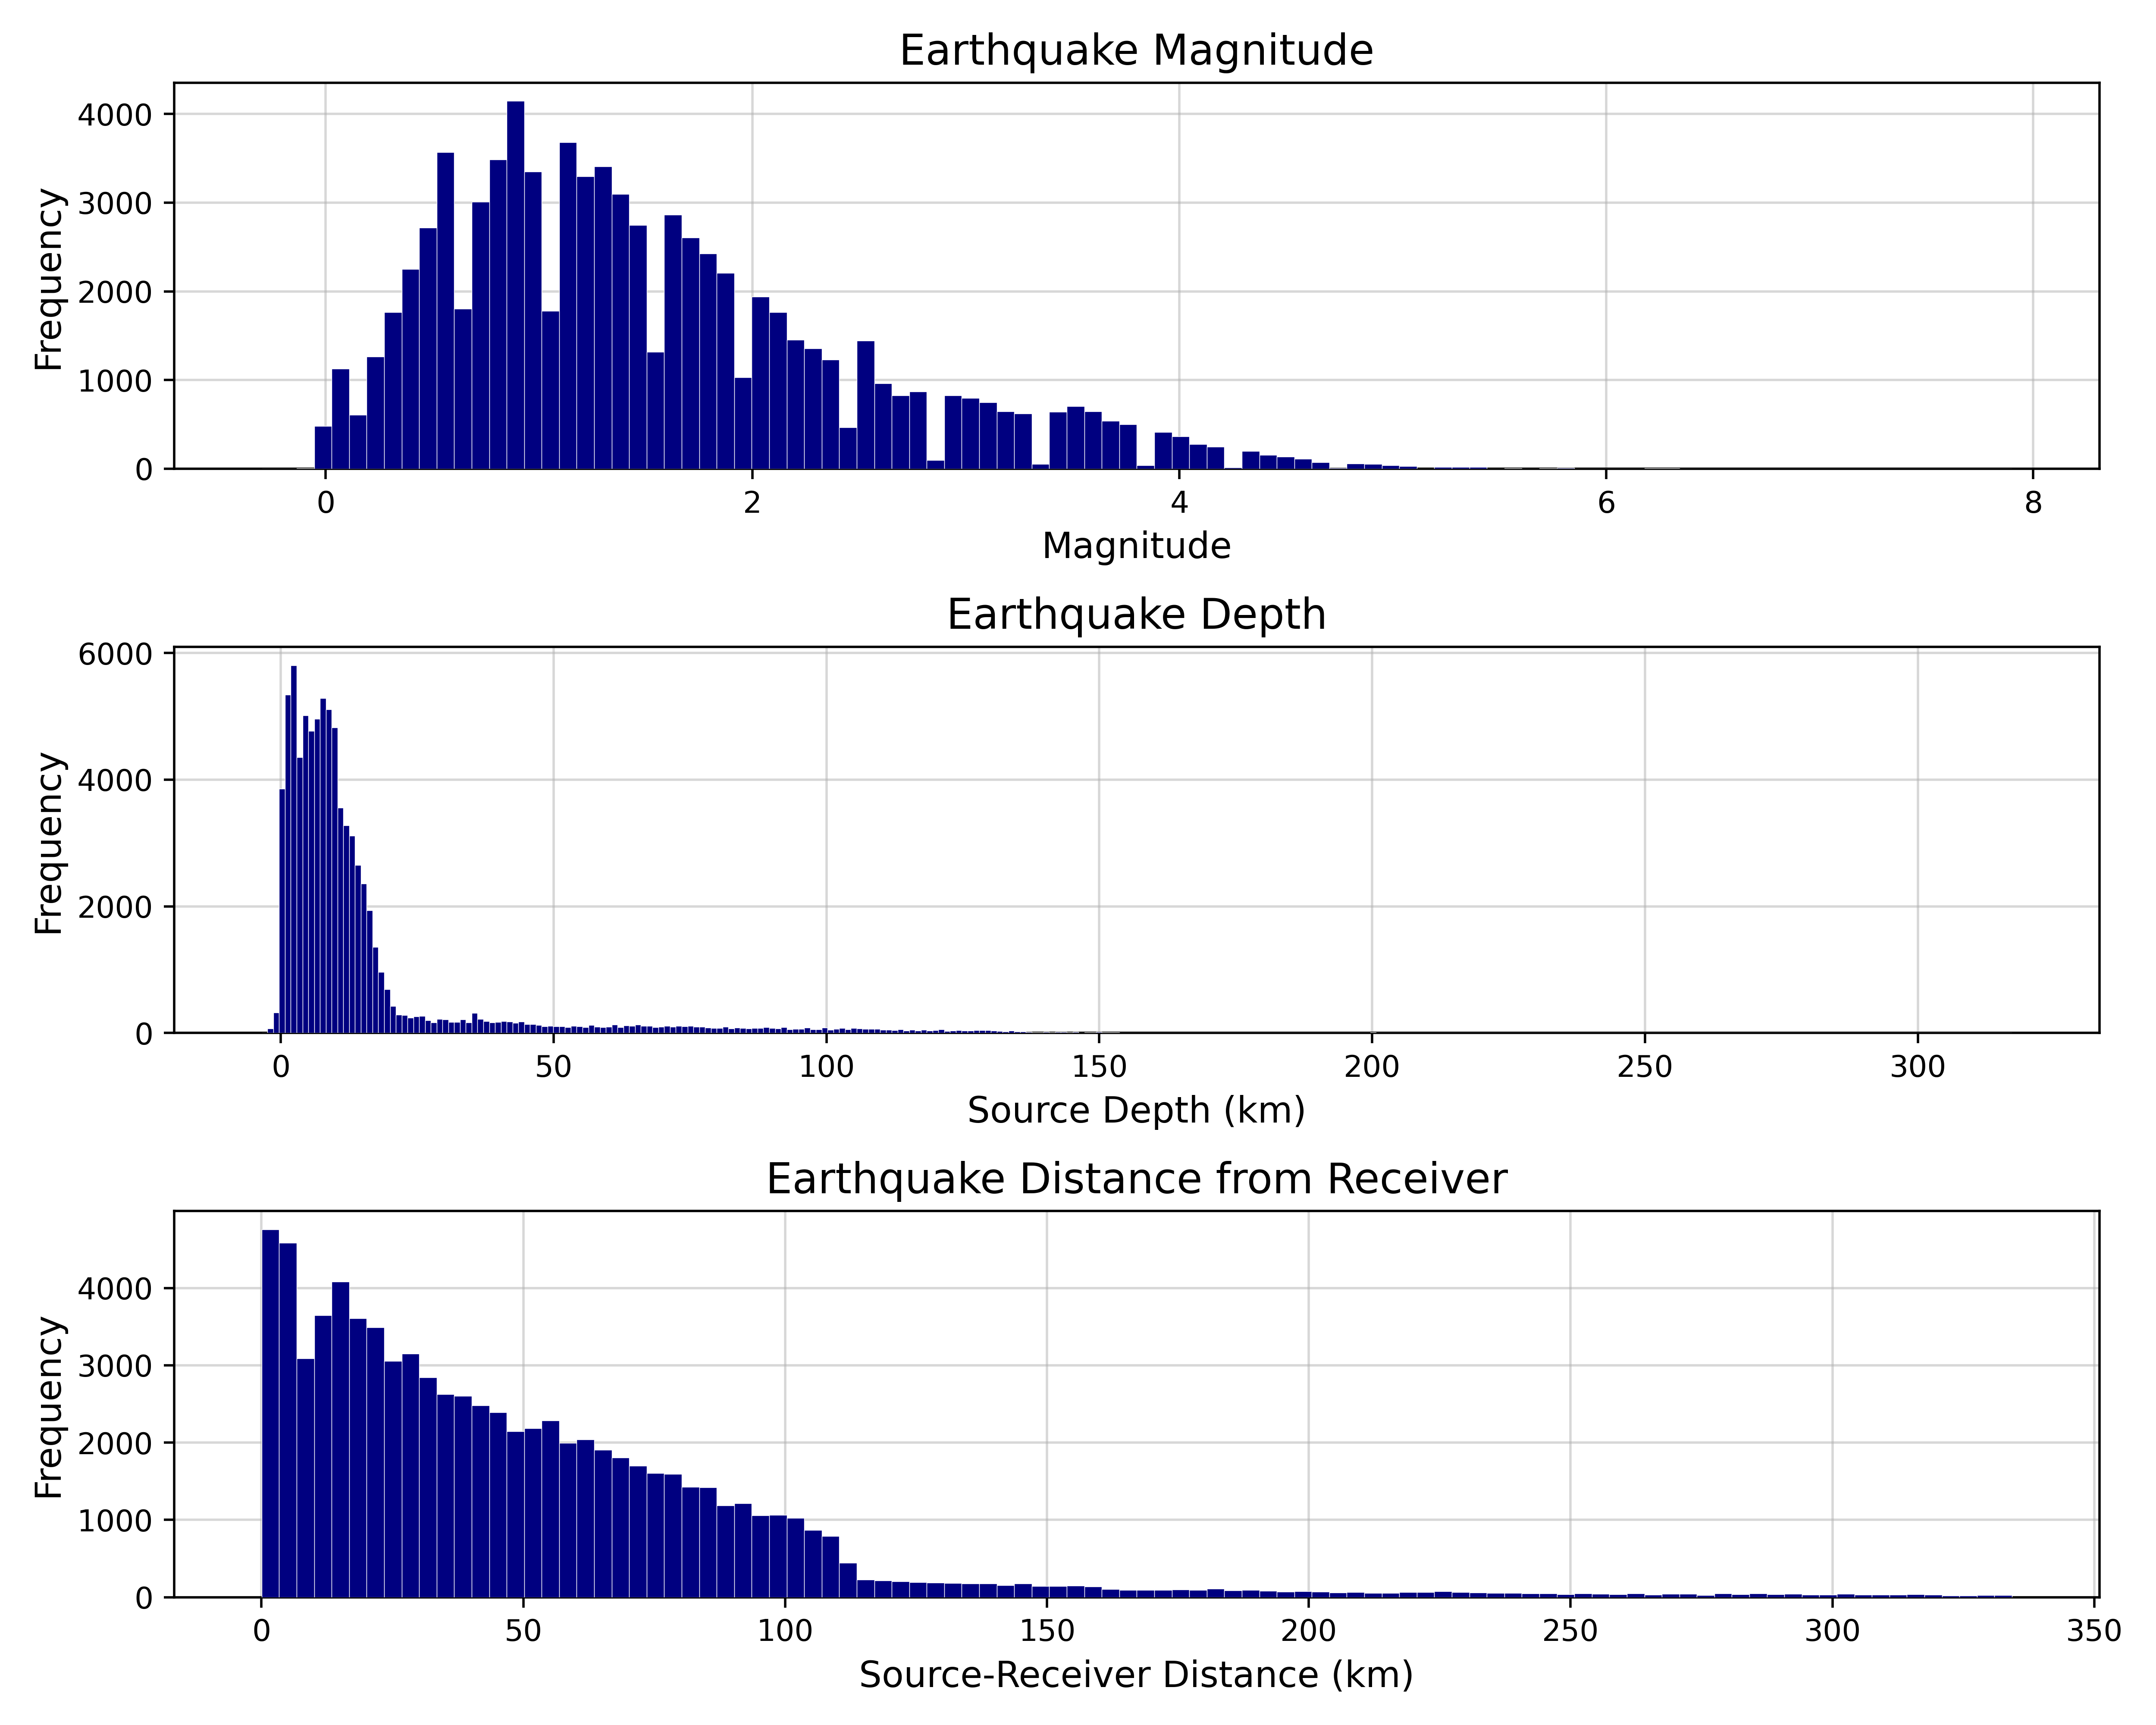 Earthquake Magnitude
Frequency
4000
3000
2000
1000
0
0 2 4 6 8
Magnitude
Earthquake Depth
Frequency
6000
4000
2000
0
0 50 100 150 200 250 300
Source Depth (km)
Earthquake Distance from Receiver
Frequency
4000
3000
2000
1000
0
0 50 100 150 200 250 300 350
Source-Receiver Distance (km)